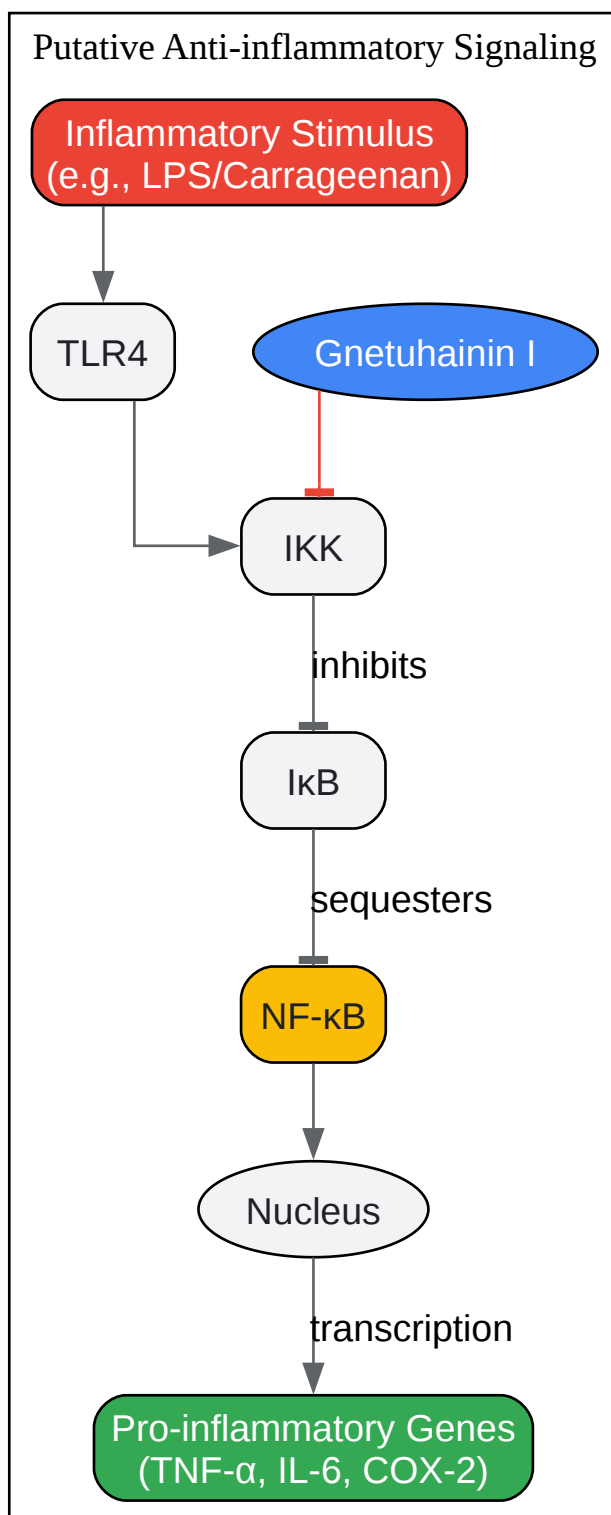 Putative Anti-inflammatory Signaling
Inflammatory Stimulus
(e.g., LPS/Carrageenan)
TLR4
Gnetuhainin I
IKK
inhibits
IκB
sequesters
NF-κB
Nucleus
transcription
Pro-inflammatory Genes
(TNF-α, IL-6, COX-2)